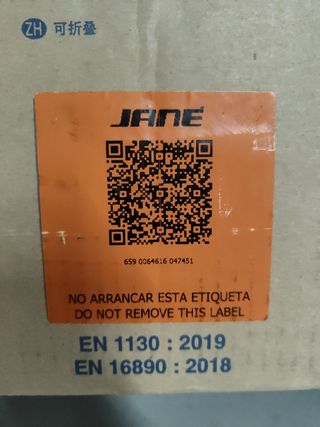 ZH 可折叠
JANÉ
659 0064616 047451
NO ARRANCAR ESTA ETIQUETA
DO NOT REMOVE THIS LABEL
EN 1130 : 2019
EN 16890 : 2018